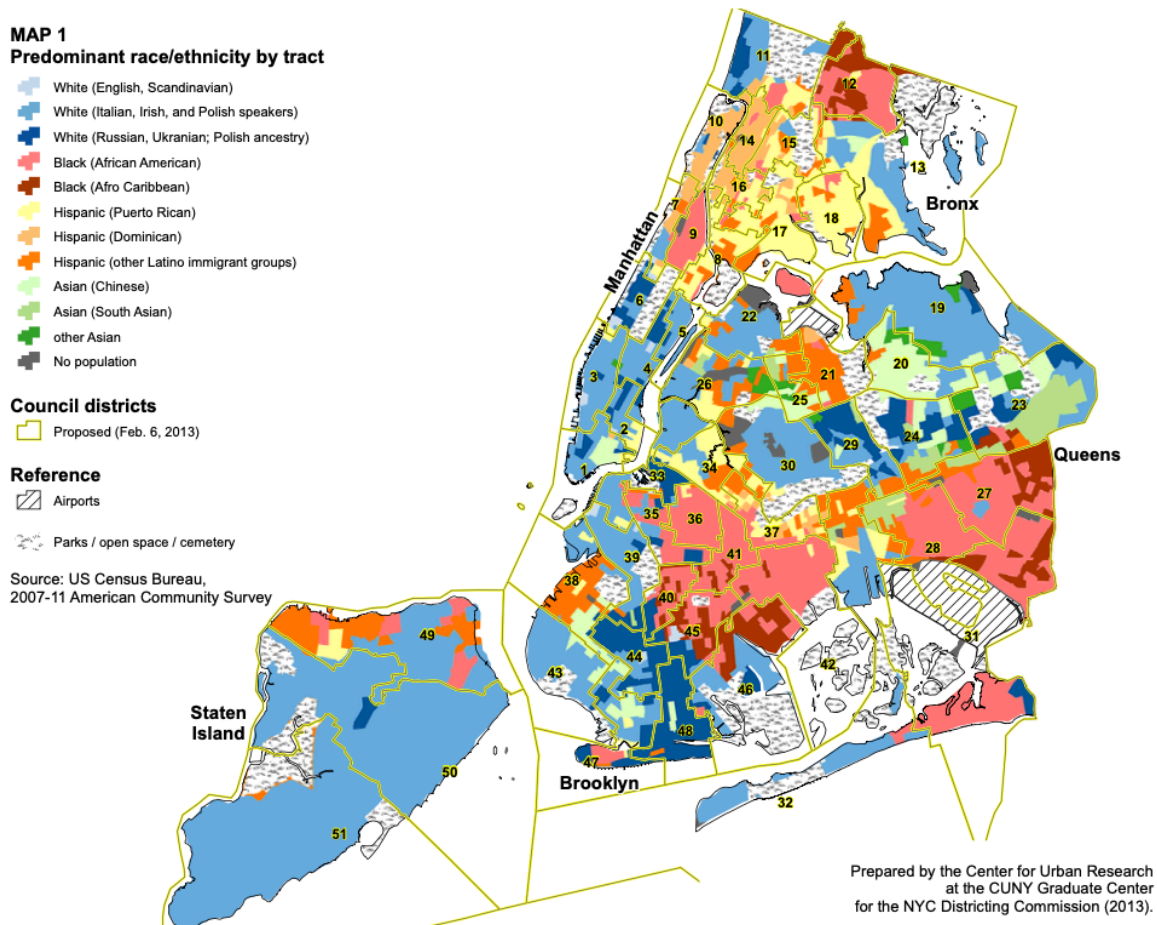 MAP 1
Predominant race/ethnicity by tract
White (English, Scandinavian)
White (Italian, Irish, and Polish speakers)
White (Russian, Ukranian; Polish ancestry)
Black (African American)
Black (Afro Caribbean)
Hispanic (Puerto Rican)
Hispanic (Dominican)
Hispanic (other Latino immigrant groups)
Asian (Chinese)
Asian (South Asian)
other Asian
No population
Council districts
Proposed (Feb. 6, 2013)
Reference
Airports
Parks / open space / cemetery
Source: US Census Bureau,
2007-11 American Community Survey
11
12
10
14
15
13
16
Bronx
7
18
9
17
Manhattan
8
6
22
19
5
3
4
20
26
21
25
23
2
24
29
1
34
30
Queens
33
27
35
36
37
41
28
39
38
40
45
31
49
44
42
43
46
Staten
Island
48
47
50
Brooklyn
32
51
Prepared by the Center for Urban Research
at the CUNY Graduate Center
for the NYC Districting Commission (2013).